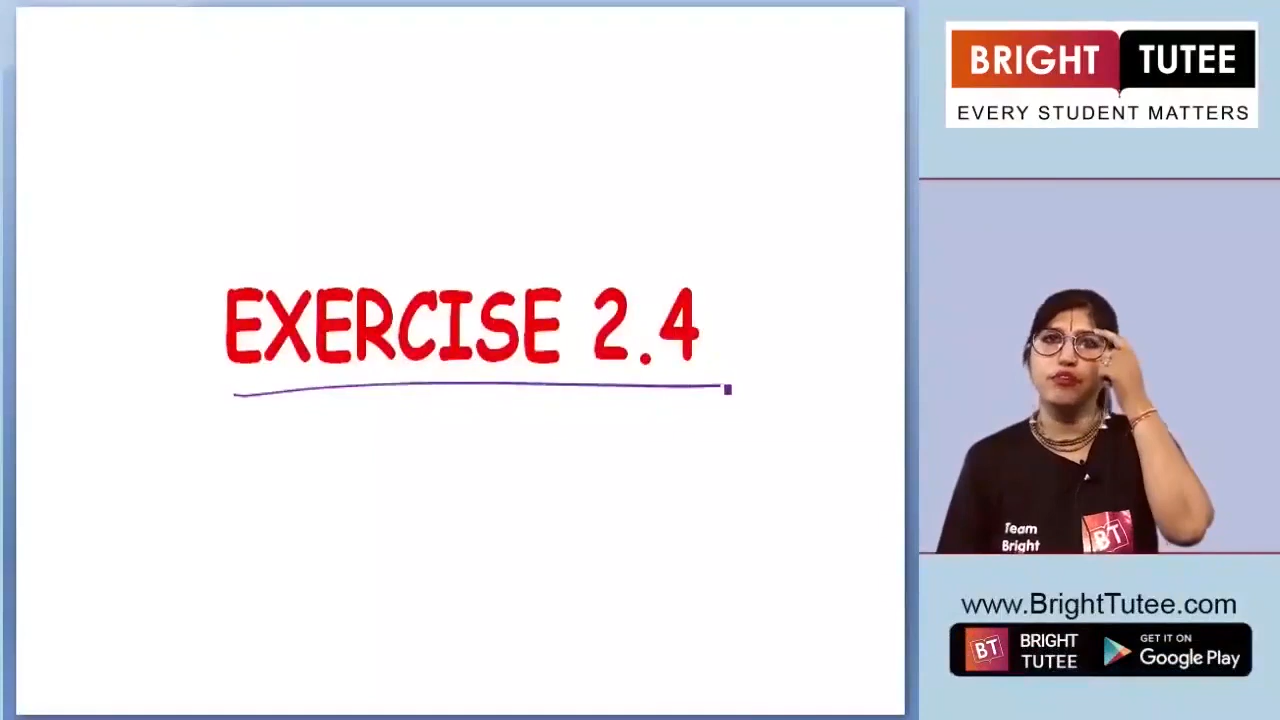 EXERCISE 2.4
BRIGHT TUTEE
EVERY STUDENT MATTERS
Team
Bright
BT
www.BrightTutee.com
BT
BRIGHT
TUTEE
GET IT ON
Google Play